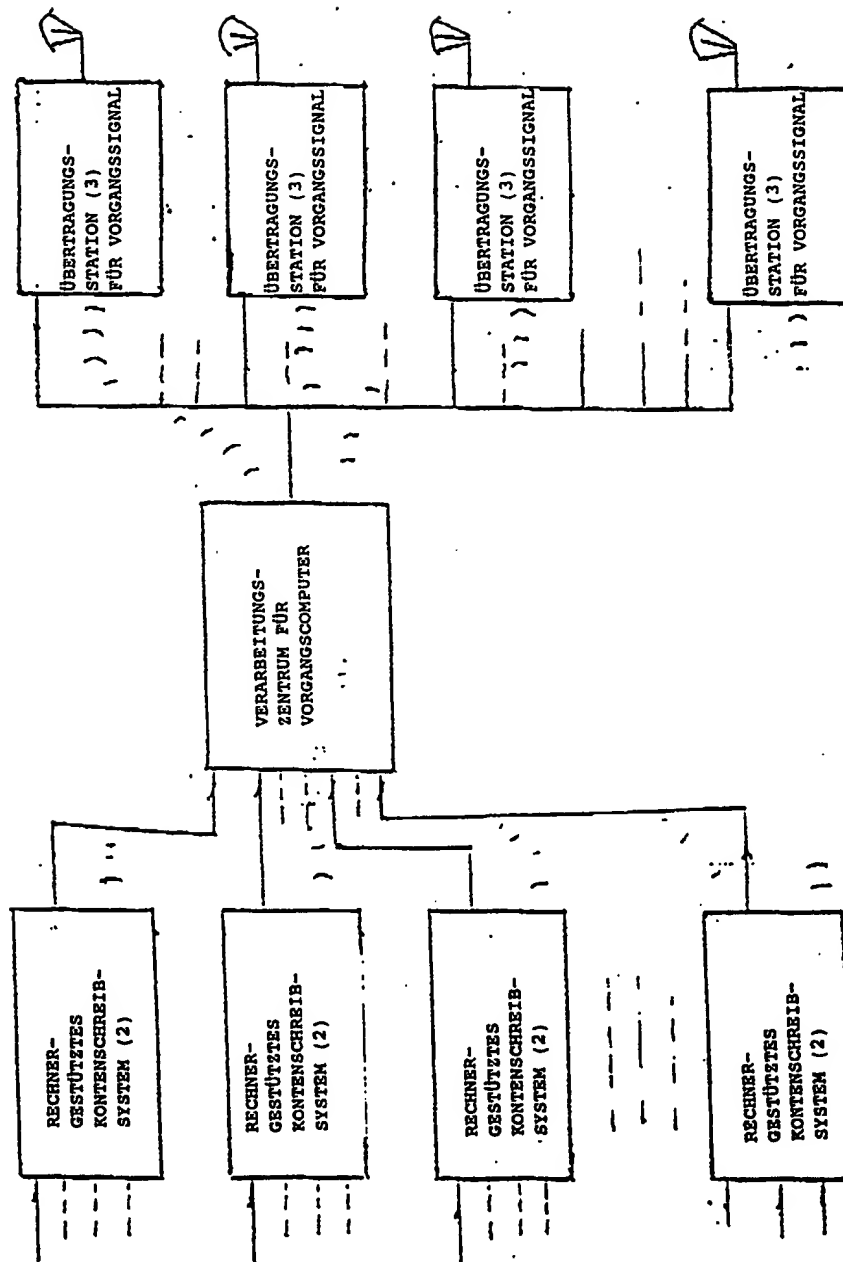 RECHNER-
GESTÜTZTES
KONTENSCHREIB-
SYSTEM (2)
RECHNER-
GESTÜTZTES
KONTENSCHREIB-
SYSTEM (2)
RECHNER-
GESTÜTZTES
KONTENSCHREIB-
SYSTEM (2)
RECHNER-
GESTÜTZTES
KONTENSCHREIB-
SYSTEM (2)
VERARBEITUNGS-
ZENTRUM FÜR
VORGANGSCOMPUTER
ÜBERTRAGUNGS-
STATION (3)
FÜR VORGANGSSIGNAL
ÜBERTRAGUNGS-
STATION (3)
FÜR VORGANGSSIGNAL
ÜBERTRAGUNGS-
STATION (3)
FÜR VORGANGSSIGNAL
ÜBERTRAGUNGS-
STATION (3)
FÜR VORGANGSSIGNAL